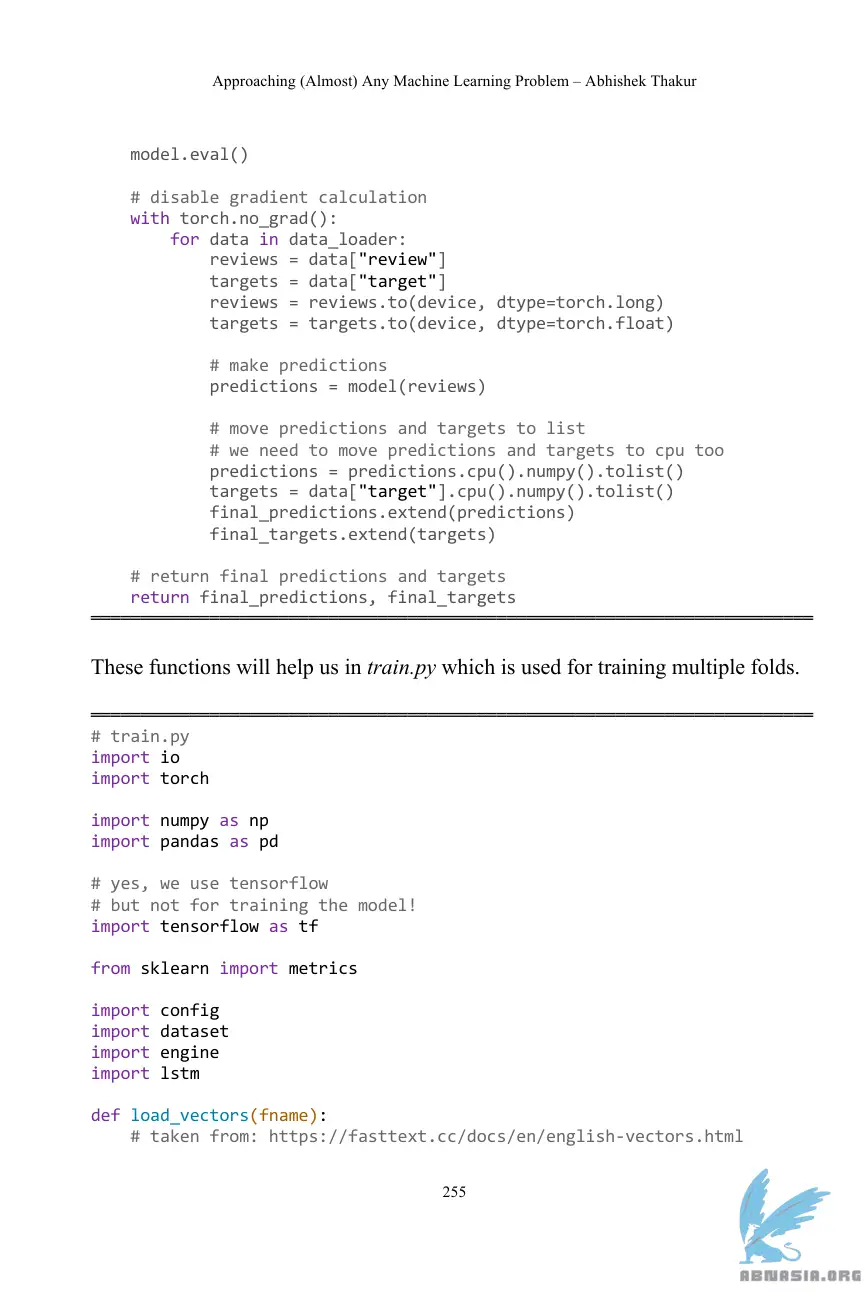 Approaching (Almost) Any Machine Learning Problem – Abhishek Thakur
    model.eval()

    # disable gradient calculation
    with torch.no_grad():
        for data in data_loader:
            reviews = data["review"]
            targets = data["target"]
            reviews = reviews.to(device, dtype=torch.long)
            targets = targets.to(device, dtype=torch.float)

            # make predictions
            predictions = model(reviews)

            # move predictions and targets to list
            # we need to move predictions and targets to cpu too
            predictions = predictions.cpu().numpy().tolist()
            targets = data["target"].cpu().numpy().tolist()
            final_predictions.extend(predictions)
            final_targets.extend(targets)

    # return final predictions and targets
    return final_predictions, final_targets

These functions will help us in train.py which is used for training multiple folds.

# train.py
import io
import torch

import numpy as np
import pandas as pd

# yes, we use tensorflow
# but not for training the model!
import tensorflow as tf

from sklearn import metrics

import config
import dataset
import engine
import lstm

def load_vectors(fname):
    # taken from: https://fasttext.cc/docs/en/english-vectors.html
255
ABNASIA.ORG